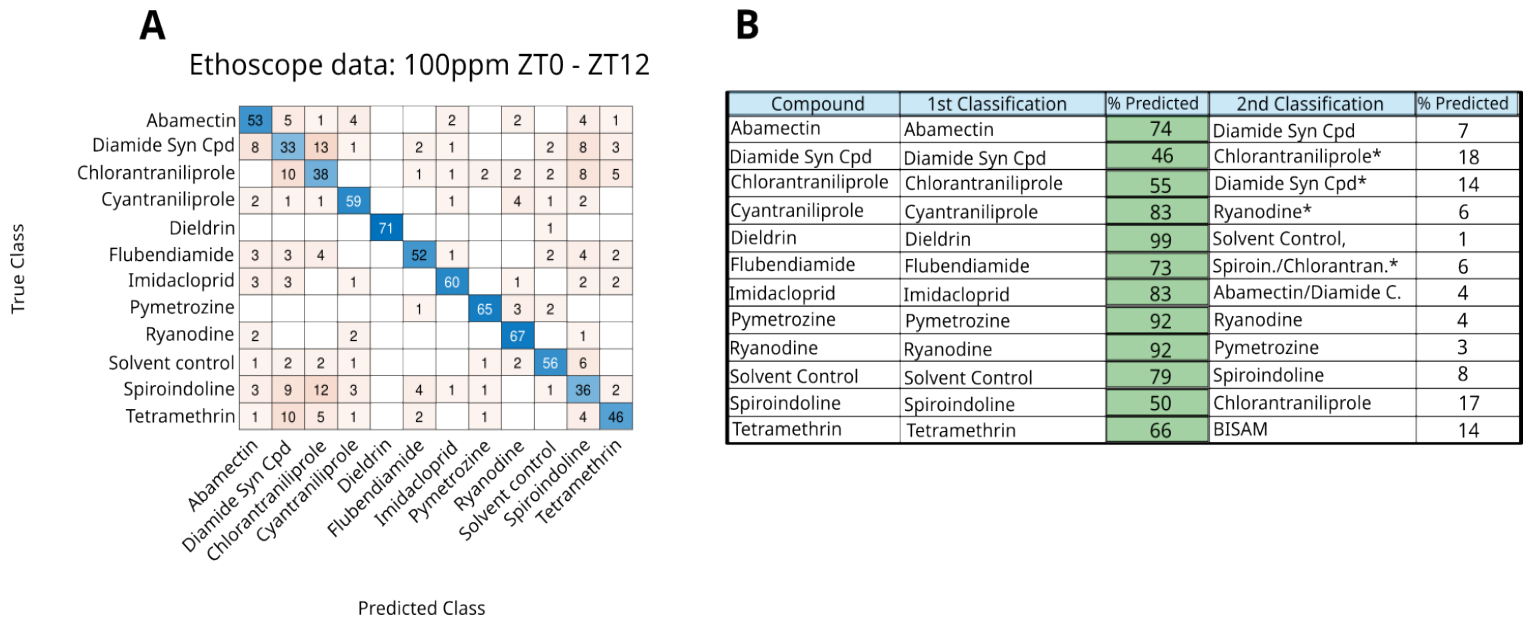 A
Ethoscope data: 100ppm ZT0 - ZT12
True Class
Abamectin 53 5 1 4 2 2 4 1
Diamide Syn Cpd 8 33 13 1 2 1 2 8 3
Chlorantraniliprole 10 38 1 1 2 2 2 8 5
Cyantraniliprole 2 1 1 59 1 4 1 2
Dieldrin 71 1
Flubendiamide 3 3 4 52 1 2 4 2
Imidacloprid 3 3 1 60 1 2 2
Pymetrozine 1 65 3 2
Ryanodine 2 2 67 1
Solvent control 1 2 2 1 1 2 56 6
Spiroindoline 3 9 12 3 4 1 1 1 36 2
Tetramethrin 1 10 5 1 2 1 4 46
Abamectin
Diamide Syn Cpd
Chlorantraniliprole
Cyantraniliprole
Dieldrin
Flubendiamide
Imidacloprid
Pymetrozine
Ryanodine
Solvent control
Spiroindoline
Tetramethrin
Predicted Class
B
Compound 1st Classification % Predicted 2nd Classification % Predicted
Abamectin Abamectin 74 Diamide Syn Cpd 7
Diamide Syn Cpd Diamide Syn Cpd 46 Chlorantraniliprole* 18
Chlorantraniliprole Chlorantraniliprole 55 Diamide Syn Cpd* 14
Cyantraniliprole Cyantraniliprole 83 Ryanodine* 6
Dieldrin Dieldrin 99 Solvent Control, 1
Flubendiamide Flubendiamide 73 Spiroin./Chlorantran.* 6
Imidacloprid Imidacloprid 83 Abamectin/Diamide C. 4
Pymetrozine Pymetrozine 92 Ryanodine 4
Ryanodine Ryanodine 92 Pymetrozine 3
Solvent Control Solvent Control 79 Spiroindoline 8
Spiroindoline Spiroindoline 50 Chlorantraniliprole 17
Tetramethrin Tetramethrin 66 BISAM 14